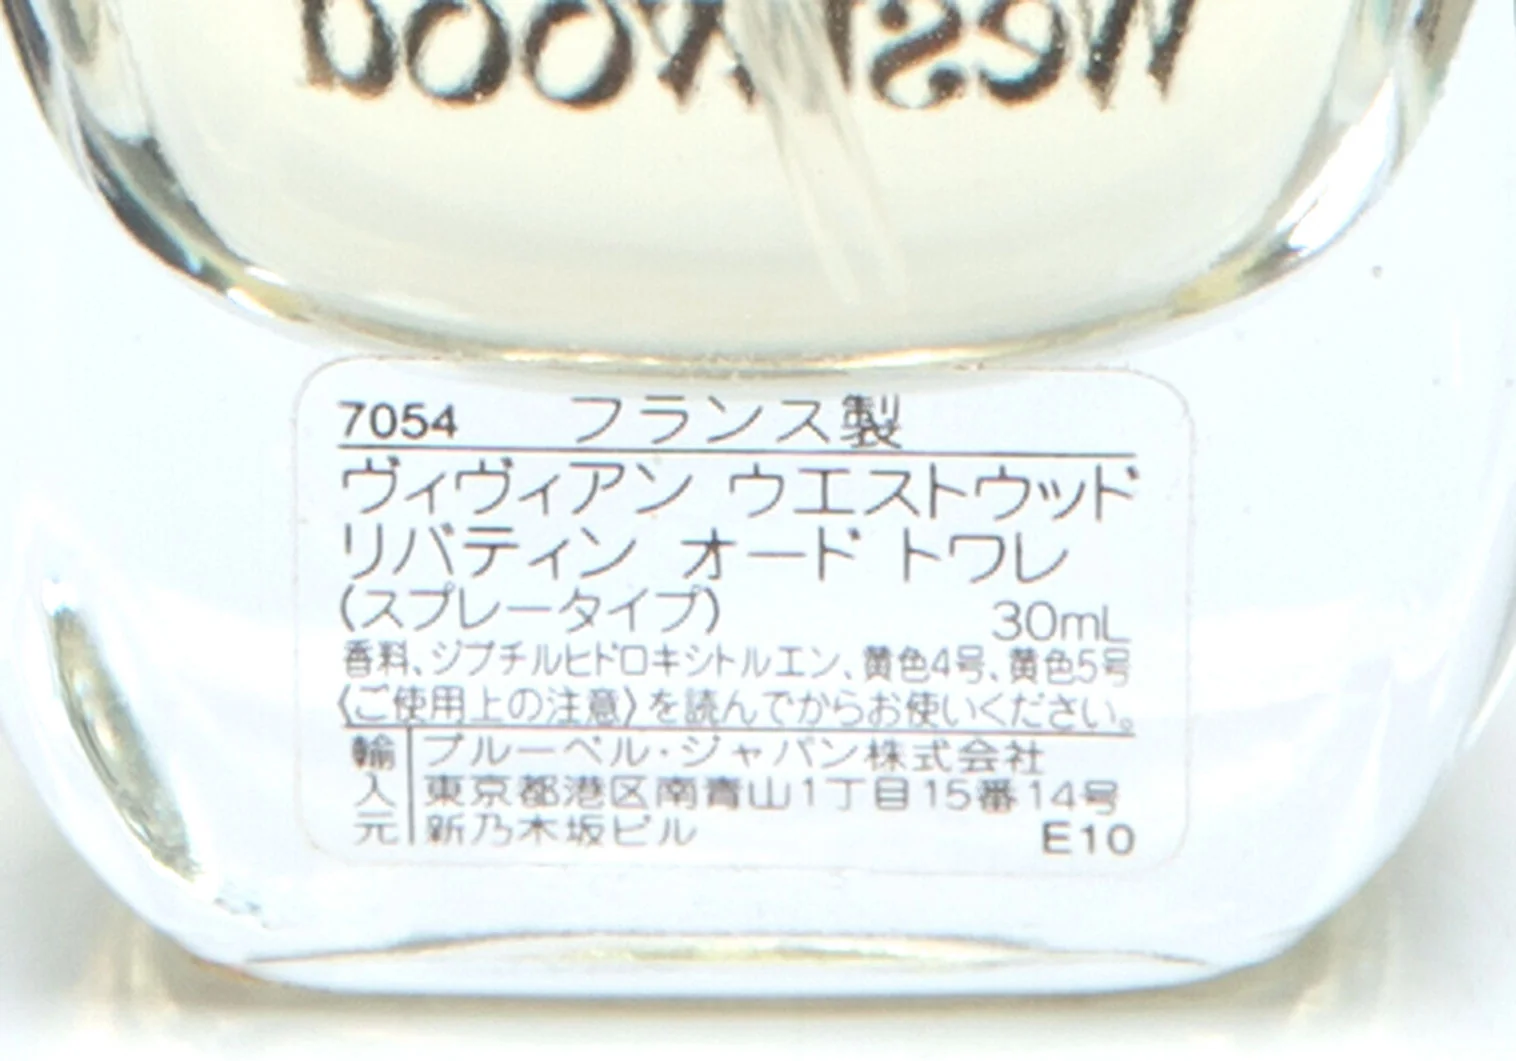 Westwood
7054 フランス製
ヴィヴィアン ウエストウッド
リバティン オード トワレ
(スプレータイプ) 30mL
香料、ジブチルヒドロキシトルエン、黄色4号、黄色5号
〈ご使用上の注意〉を読んでからお使いください。
輸入元 ブルーベル・ジャパン株式会社
東京都港区南青山1丁目15番14号
新乃木坂ビル E10